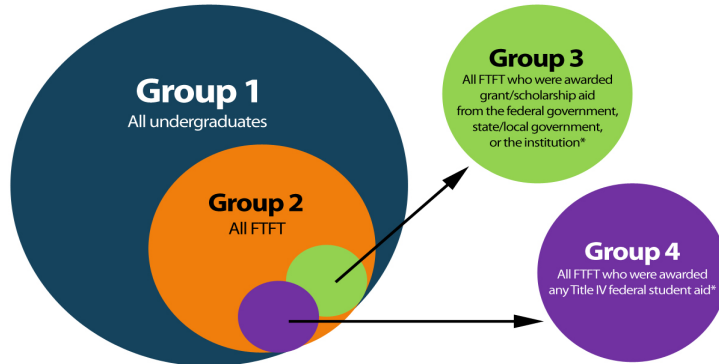 Group 1
All undergraduates
Group 2
All FTFT
Group 3
All FTFT who were awarded
grant/scholarship aid
from the federal government,
state/local government,
or the institution*
Group 4
All FTFT who were awarded
any Title IV federal student aid*